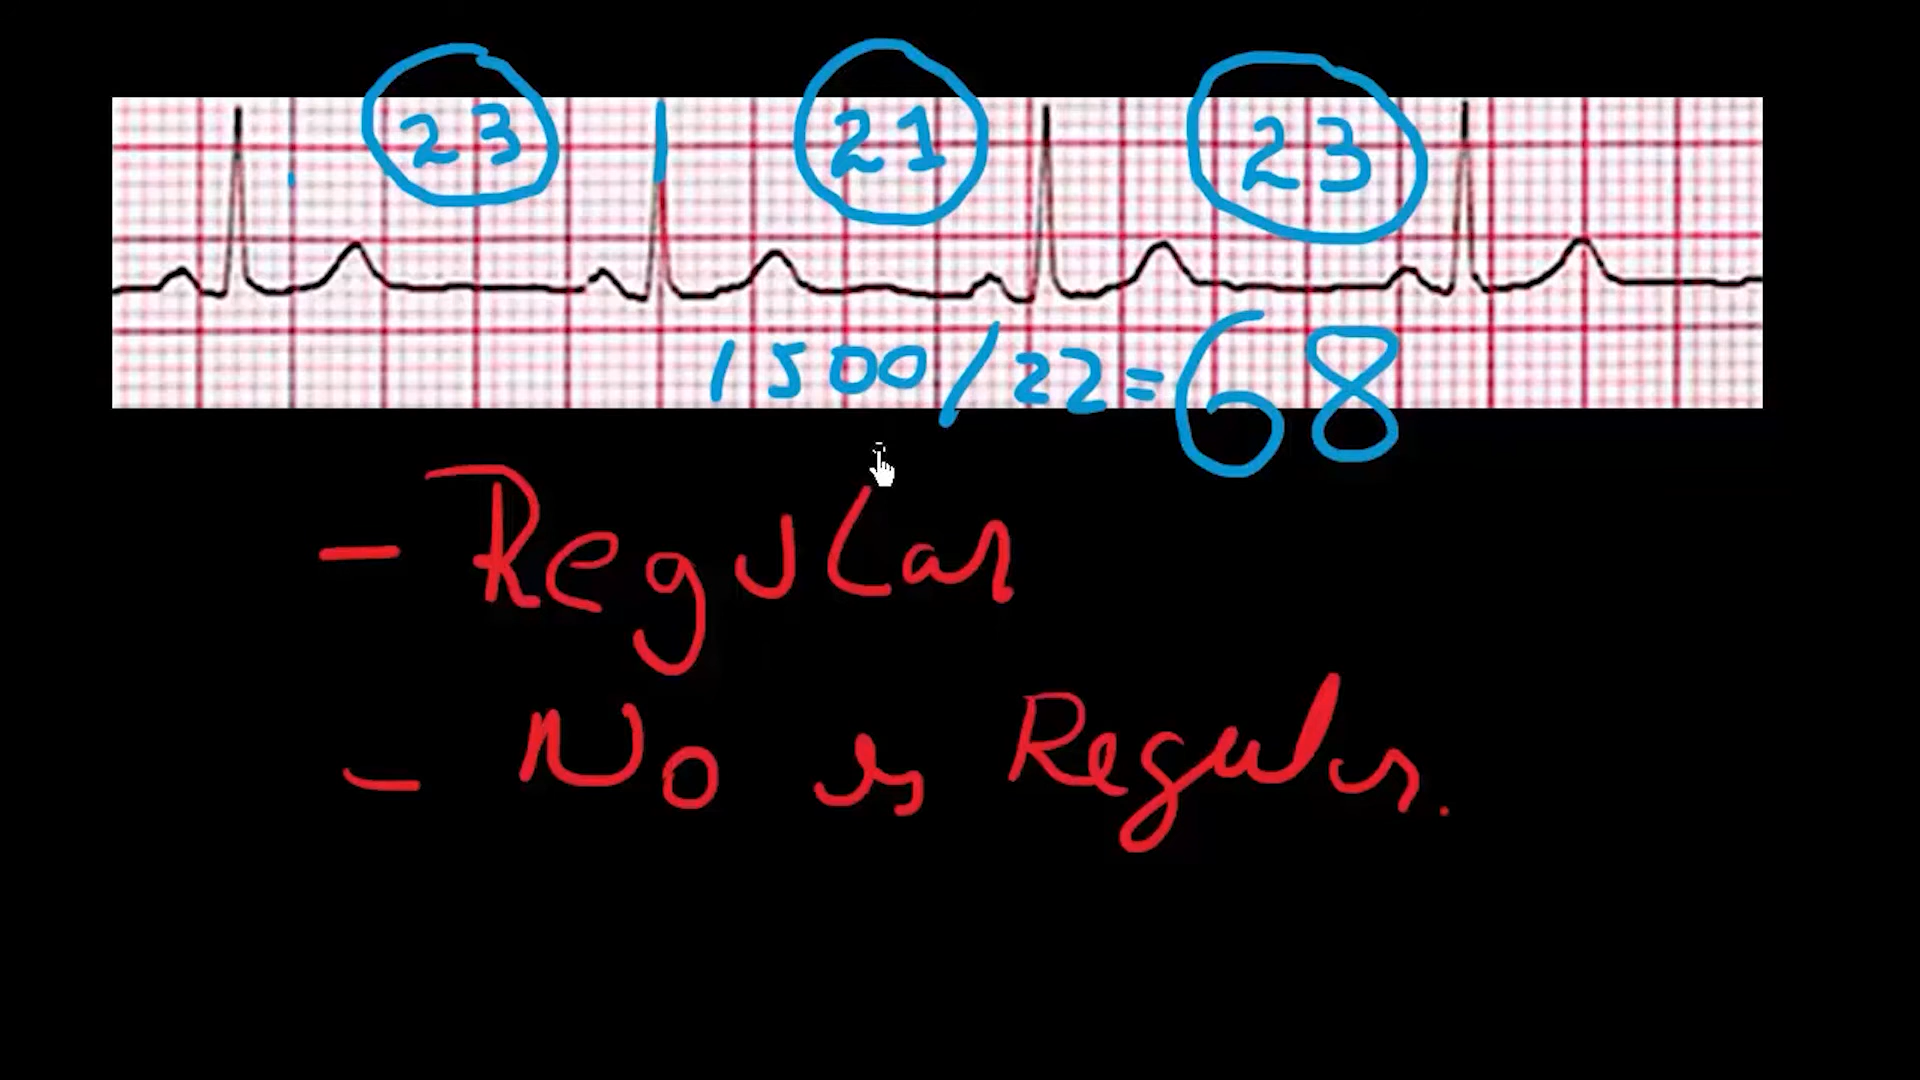 23 21 23
1500/22=68
- Regular
- No es Regular.